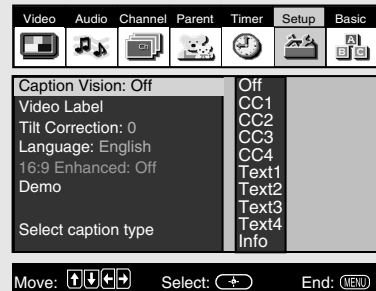 Video Audio Channel Parent Timer Setup Basic
Ch
A
B C
Caption Vision: Off
Video Label
Tilt Correction: 0
Language: English
16:9 Enhanced: Off
Demo
Select caption type
Off
CC1
CC2
CC3
CC4
Text1
Text2
Text3
Text4
Info
Move: Select: End: MENU